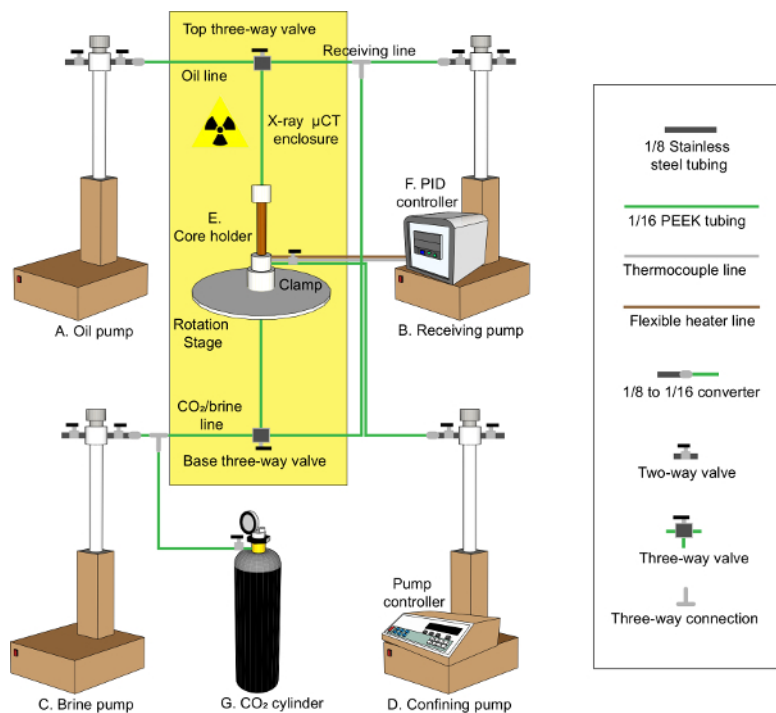 Top three-way valve
Receiving line
Oil line
X-ray µCT
enclosure
E.
Core holder
F. PID
controller
Clamp
Rotation
Stage
A. Oil pump
B. Receiving pump
CO₂/brine
line
Base three-way valve
Pump
controller
C. Brine pump
G. CO₂ cylinder
D. Confining pump
1/8 Stainless
steel tubing
1/16 PEEK tubing
Thermocouple line
Flexible heater line
1/8 to 1/16 converter
Two-way valve
Three-way valve
Three-way connection